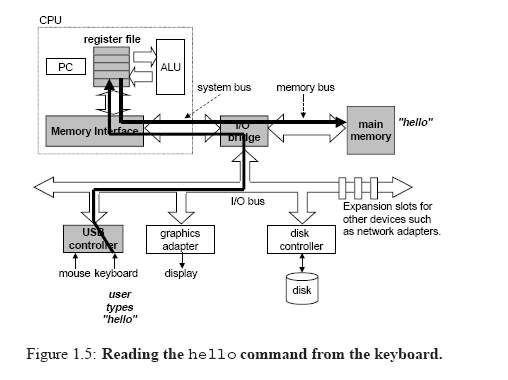 CPU
register file
PC
ALU
system bus
memory bus
Memory Interface
I/O
bridge
main
memory
"hello"
I/O bus
Expansion slots for
other devices such
as network adapters.
USB
controller
graphics
adapter
disk
controller
mouse keyboard
display
user
types
"hello"
disk
Figure 1.5: Reading the hello command from the keyboard.